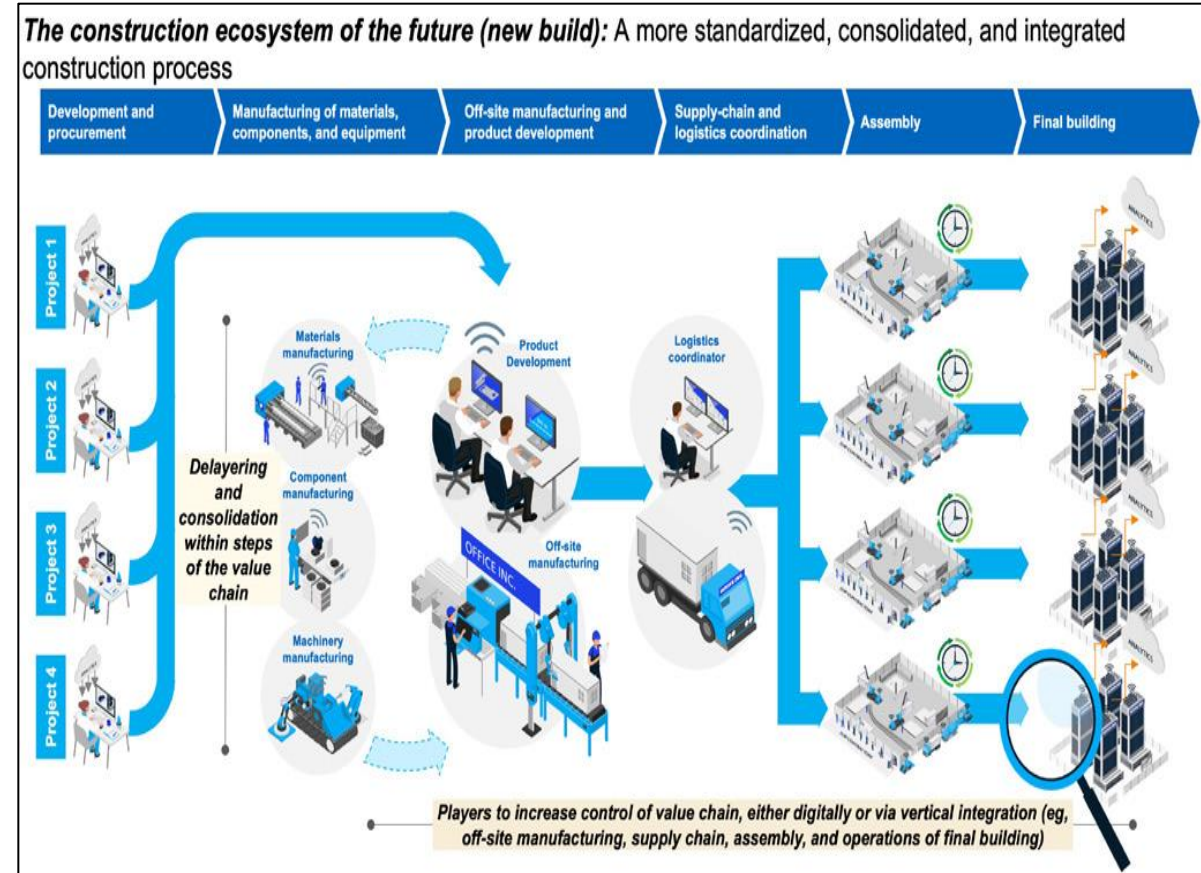 The construction ecosystem of the future (new build): A more standardized, consolidated, and integrated
construction process
Development and
procurement
Manufacturing of materials,
components, and equipment
Off-site manufacturing and
product development
Supply-chain and
logistics coordination
Assembly
Final building
Project 1
Project 2
Project 3
Project 4
Delayering
and
consolidation
within steps
of the value
chain
Materials
manufacturing
Component
manufacturing
Machinery
manufacturing
Product
Development
OFFICE INC.
Off-site
manufacturing
Logistics
coordinator
ANALYTICS
ANALYTICS
ANALYTICS
ANALYTICS
Players to increase control of value chain, either digitally or via vertical integration (eg,
off-site manufacturing, supply chain, assembly, and operations of final building)